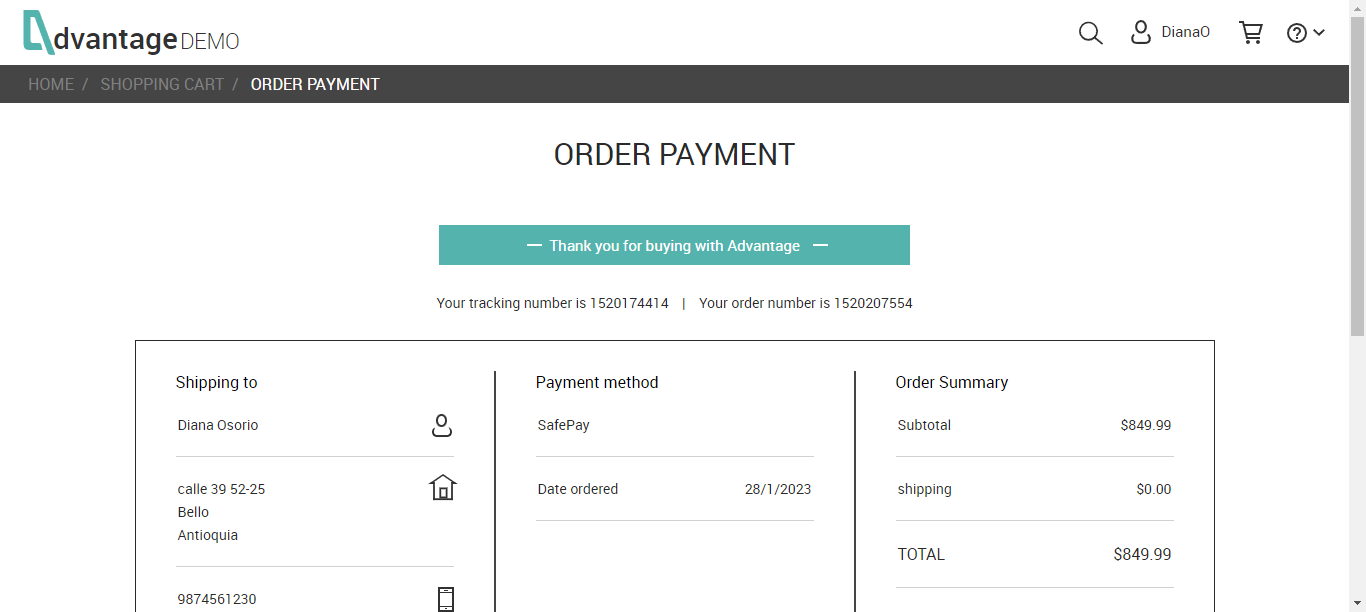 Advantage DEMO
DianaO
HOME / SHOPPING CART / ORDER PAYMENT
ORDER PAYMENT
— Thank you for buying with Advantage —
Your tracking number is 1520174414 | Your order number is 1520207554
Shipping to
Diana Osorio
calle 39 52-25
Bello
Antioquia
9874561230
Payment method
SafePay
Date ordered 28/1/2023
Order Summary
Subtotal $849.99
shipping $0.00
TOTAL $849.99